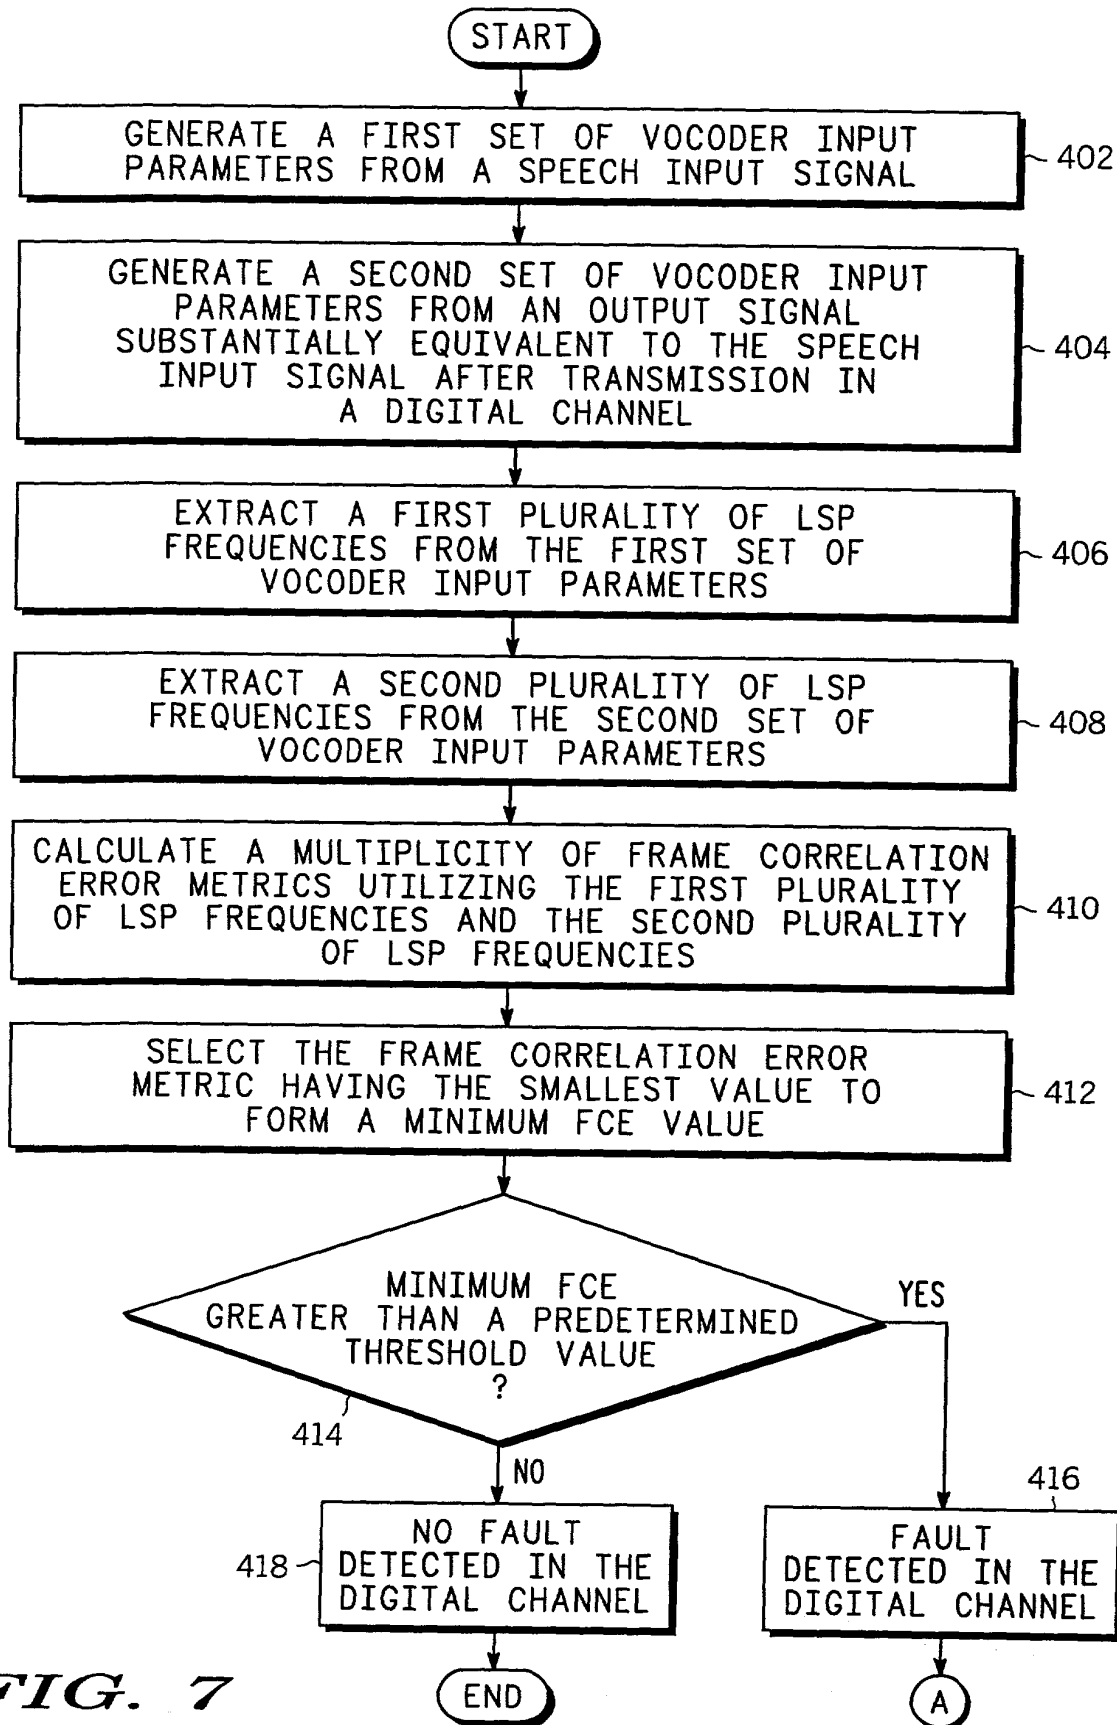 START
GENERATE A FIRST SET OF VOCODER INPUT
PARAMETERS FROM A SPEECH INPUT SIGNAL
402
GENERATE A SECOND SET OF VOCODER INPUT
PARAMETERS FROM AN OUTPUT SIGNAL
SUBSTANTIALLY EQUIVALENT TO THE SPEECH
INPUT SIGNAL AFTER TRANSMISSION IN
A DIGITAL CHANNEL
404
EXTRACT A FIRST PLURALITY OF LSP
FREQUENCIES FROM THE FIRST SET OF
VOCODER INPUT PARAMETERS
406
EXTRACT A SECOND PLURALITY OF LSP
FREQUENCIES FROM THE SECOND SET OF
VOCODER INPUT PARAMETERS
408
CALCULATE A MULTIPLICITY OF FRAME CORRELATION
ERROR METRICS UTILIZING THE FIRST PLURALITY
OF LSP FREQUENCIES AND THE SECOND PLURALITY
OF LSP FREQUENCIES
410
SELECT THE FRAME CORRELATION ERROR
METRIC HAVING THE SMALLEST VALUE TO
FORM A MINIMUM FCE VALUE
412
MINIMUM FCE
GREATER THAN A PREDETERMINED
THRESHOLD VALUE
?
YES
414
NO
416
NO FAULT
DETECTED IN THE
DIGITAL CHANNEL
418
FAULT
DETECTED IN THE
DIGITAL CHANNEL
END
A
FIG. 7